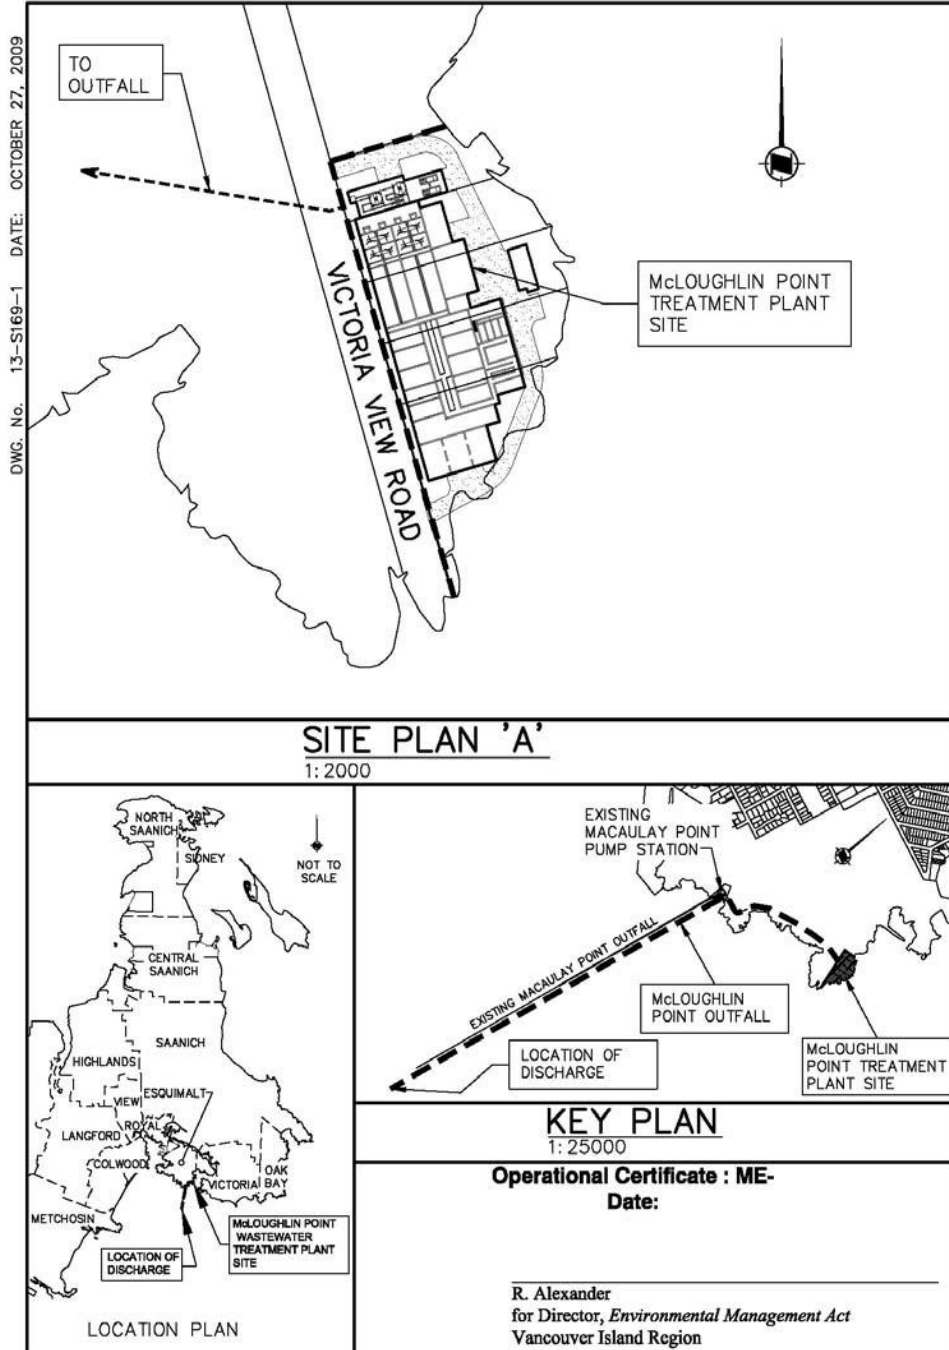 DWG. No. 13-S169-1 DATE: OCTOBER 27, 2009
TO
OUTFALL
McLOUGHLIN POINT
TREATMENT PLANT
SITE
VICTORIA VIEW ROAD
SITE PLAN 'A'
1: 2000
NORTH
SAANICH
SIDNEY
NOT TO
SCALE
CENTRAL
SAANICH
SAANICH
HIGHLANDS
VIEW
ESQUIMALT
ROYAL
LANGFORD
COLWOOD
VICTORIA
OAK
BAY
METCHOSIN
McLOUGHLIN POINT
WASTEWATER
TREATMENT PLANT
SITE
LOCATION OF
DISCHARGE
LOCATION PLAN
EXISTING
MACAULAY POINT
PUMP STATION
EXISTING MACAULAY POINT OUTFALL
McLOUGHLIN
POINT OUTFALL
LOCATION OF
DISCHARGE
McLOUGHLIN
POINT TREATMENT
PLANT SITE
KEY PLAN
1: 25000
Operational Certificate : ME-
Date:
R. Alexander
for Director, Environmental Management Act
Vancouver Island Region